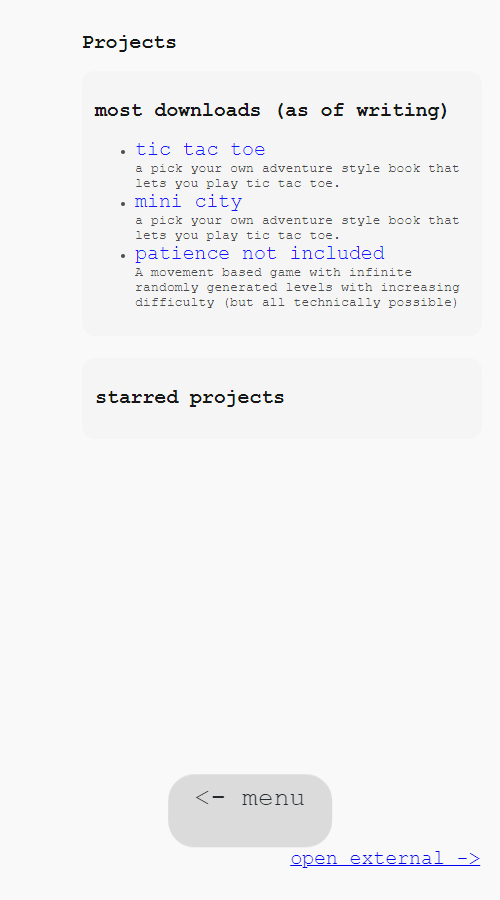 Projects
most downloads (as of writing)
tic tac toe
a pick your own adventure style book that
lets you play tic tac toe.
mini city
a pick your own adventure style book that
lets you play tic tac toe.
patience not included
A movement based game with infinite
randomly generated levels with increasing
difficulty (but all technically possible)
starred projects
<- menu
open external ->